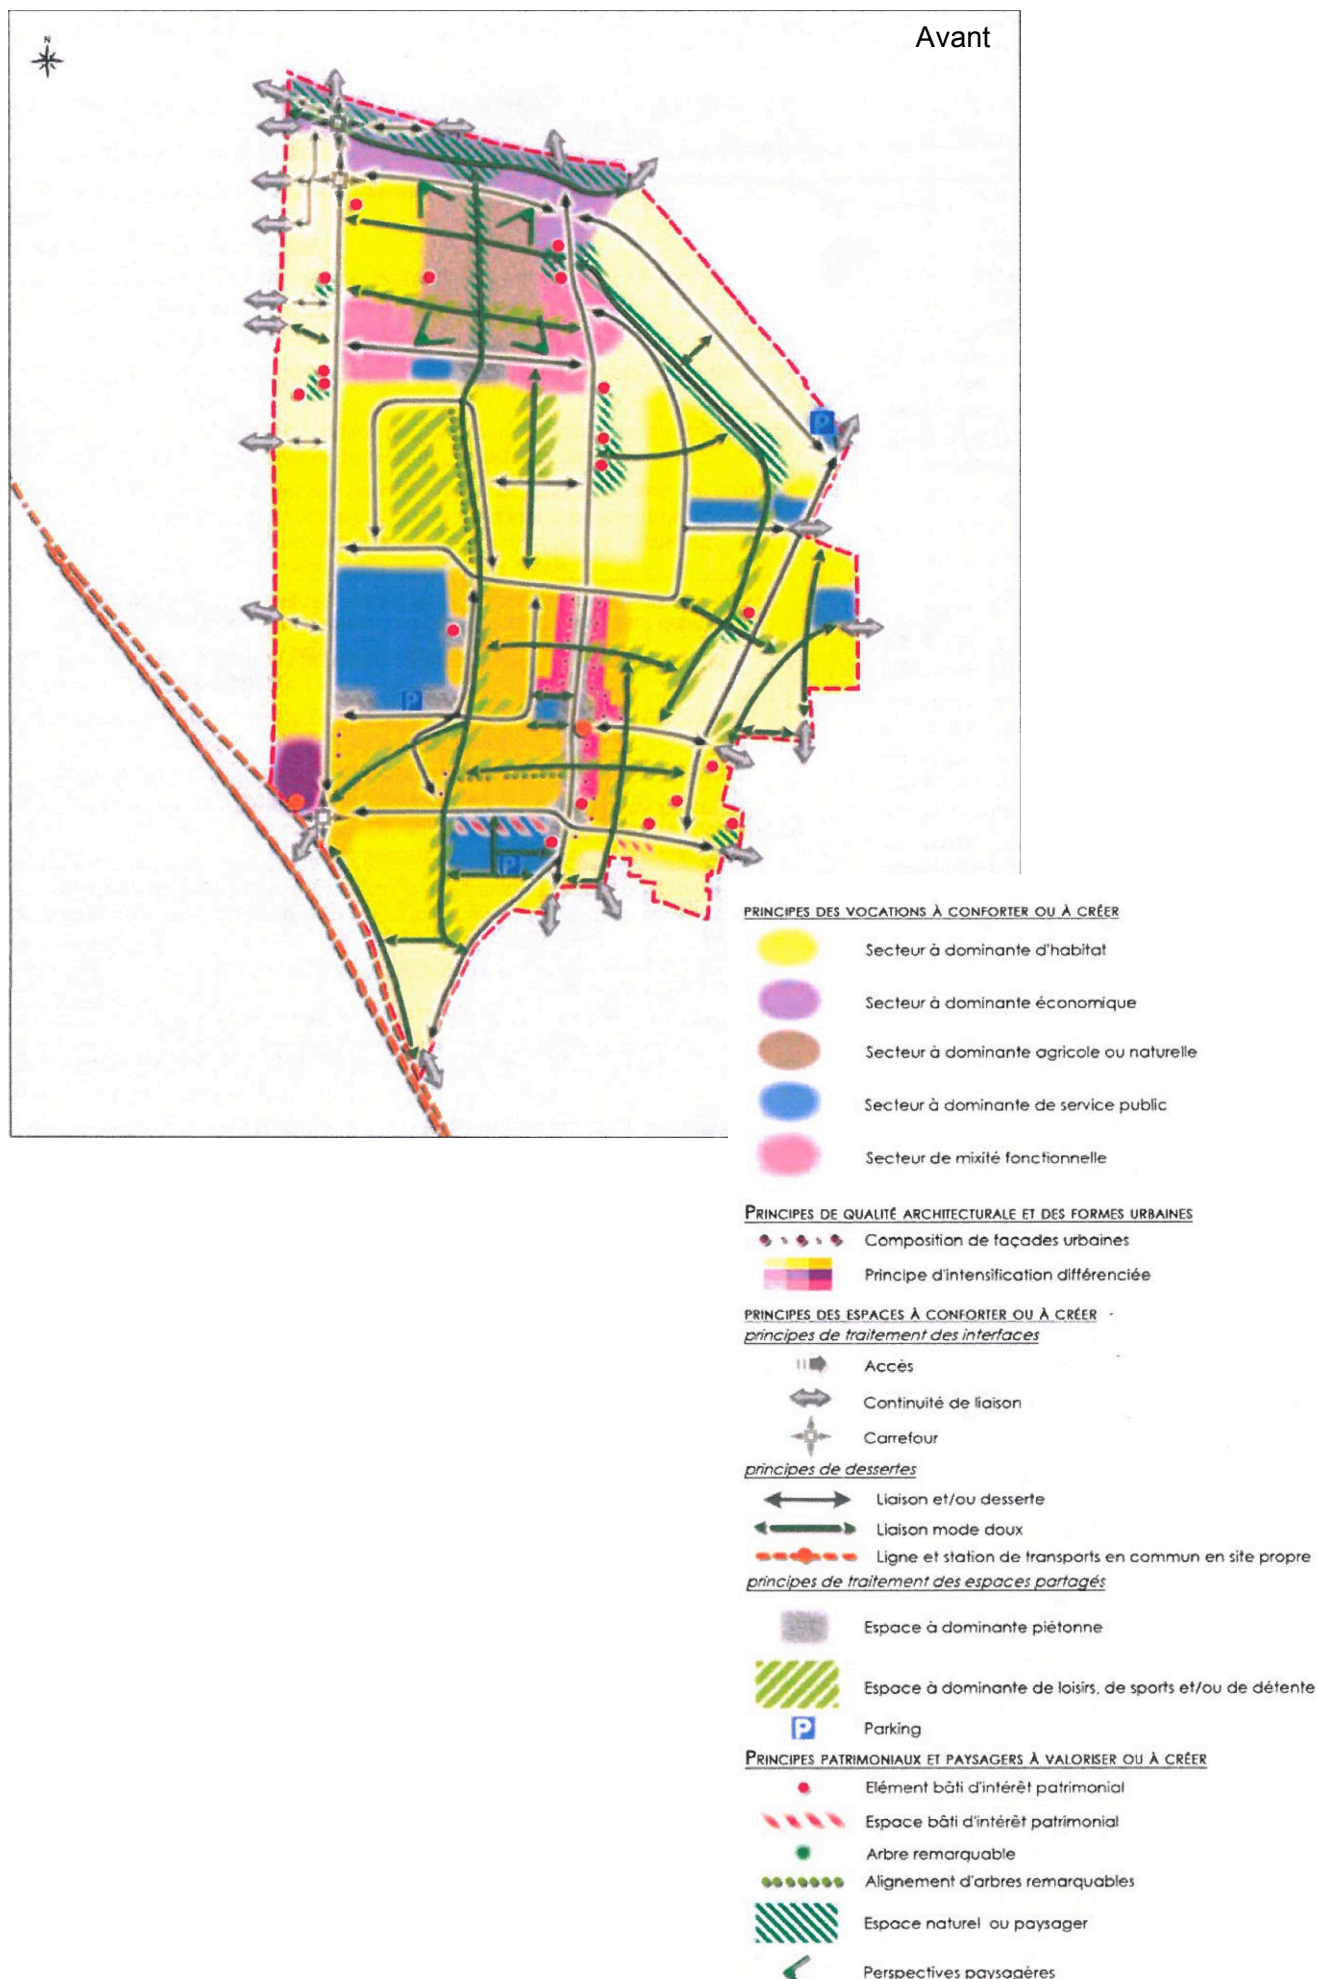 Avant
N
P
P
P
PRINCIPES DES VOCATIONS À CONFORTER OU À CRÉER
Secteur à dominante d'habitat
Secteur à dominante économique
Secteur à dominante agricole ou naturelle
Secteur à dominante de service public
Secteur de mixité fonctionnelle
PRINCIPES DE QUALITÉ ARCHITECTURALE ET DES FORMES URBAINES
Composition de façades urbaines
Principe d'intensification différenciée
PRINCIPES DES ESPACES À CONFORTER OU À CRÉER
principes de traitement des interfaces
Accès
Continuité de liaison
Carrefour
principes de dessertes
Liaison et/ou desserte
Liaison mode doux
Ligne et station de transports en commun en site propre
principes de traitement des espaces partagés
Espace à dominante piétonne
Espace à dominante de loisirs, de sports et/ou de détente
P Parking
PRINCIPES PATRIMONIAUX ET PAYSAGERS À VALORISER OU À CRÉER
Elément bâti d'intérêt patrimonial
Espace bâti d'intérêt patrimonial
Arbre remarquable
Alignement d'arbres remarquables
Espace naturel ou paysager
Perspectives paysagères